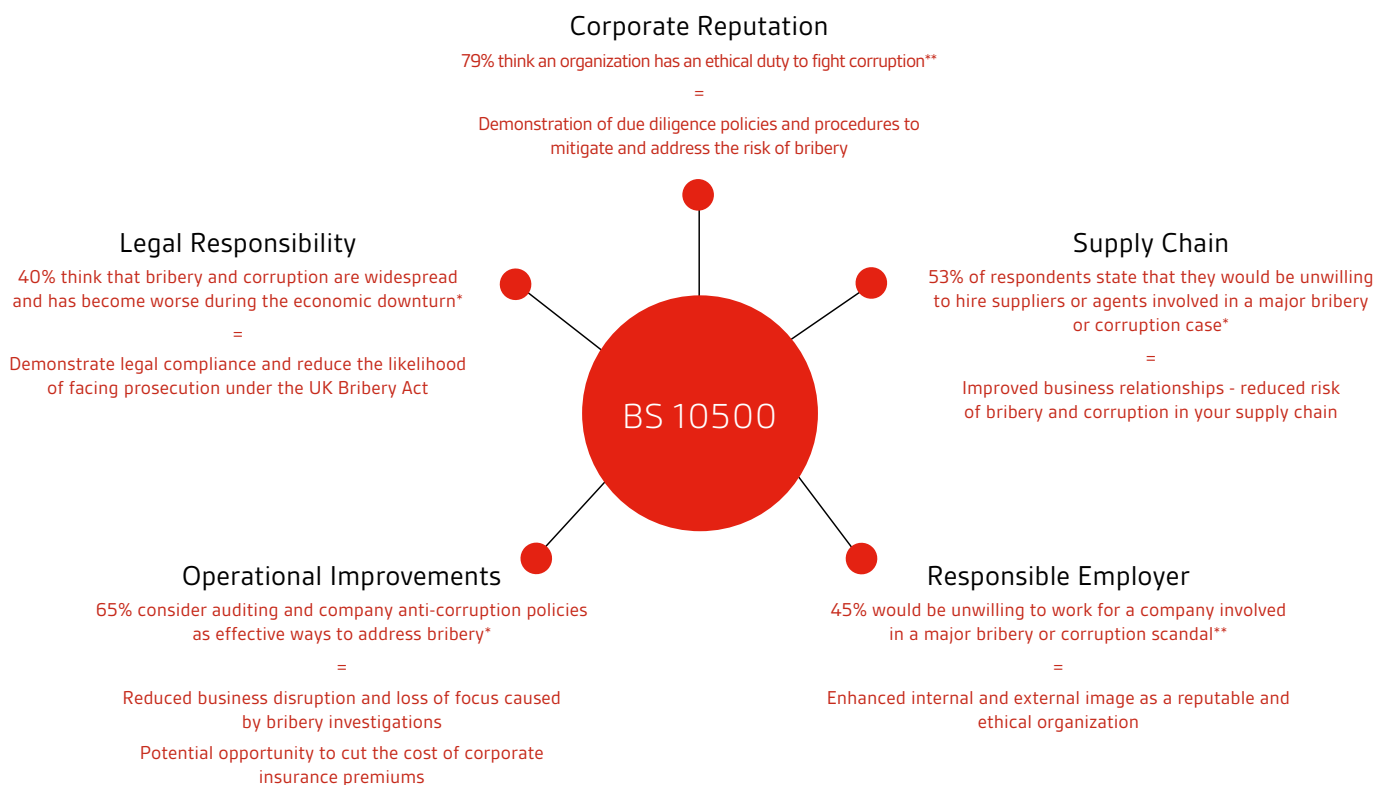 Corporate Reputation
79% think an organization has an ethical duty to fight corruption**
=
Demonstration of due diligence policies and procedures to
mitigate and address the risk of bribery
Legal Responsibility
40% think that bribery and corruption are widespread
and has become worse during the economic downturn*
=
Demonstrate legal compliance and reduce the likelihood
of facing prosecution under the UK Bribery Act
Supply Chain
53% of respondents state that they would be unwilling
to hire suppliers or agents involved in a major bribery
or corruption case*
=
Improved business relationships - reduced risk
of bribery and corruption in your supply chain
BS 10500
Operational Improvements
65% consider auditing and company anti-corruption policies
as effective ways to address bribery*
=
Reduced business disruption and loss of focus caused
by bribery investigations
Potential opportunity to cut the cost of corporate
insurance premiums
Responsible Employer
45% would be unwilling to work for a company involved
in a major bribery or corruption scandal**
=
Enhanced internal and external image as a reputable and
ethical organization